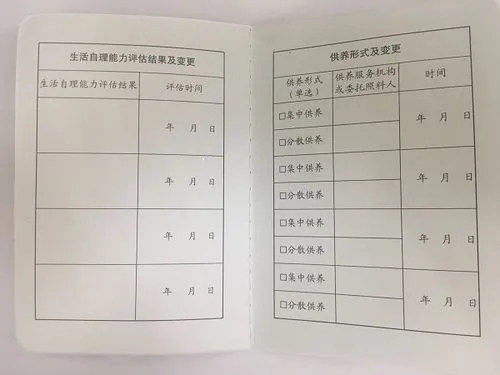 生活自理能力评估结果及变更
生活自理能力评估结果 评估时间
年 月 日
年 月 日
年 月 日
年 月 日
供养形式及变更
供养形式
（单选） 供养服务机构
或委托照料人 时间
□集中供养
□分散供养
年 月 日
□集中供养
□分散供养
年 月 日
□集中供养
□分散供养
年 月 日
□集中供养
□分散供养
年 月 日